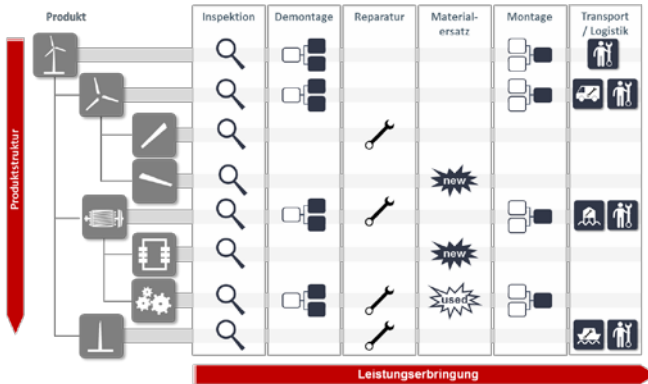 Produkt
Inspektion
Demontage
Reparatur
Material-
ersatz
Montage
Transport
/ Logistik
Produktstruktur
new
new
used
Leistungserbringung